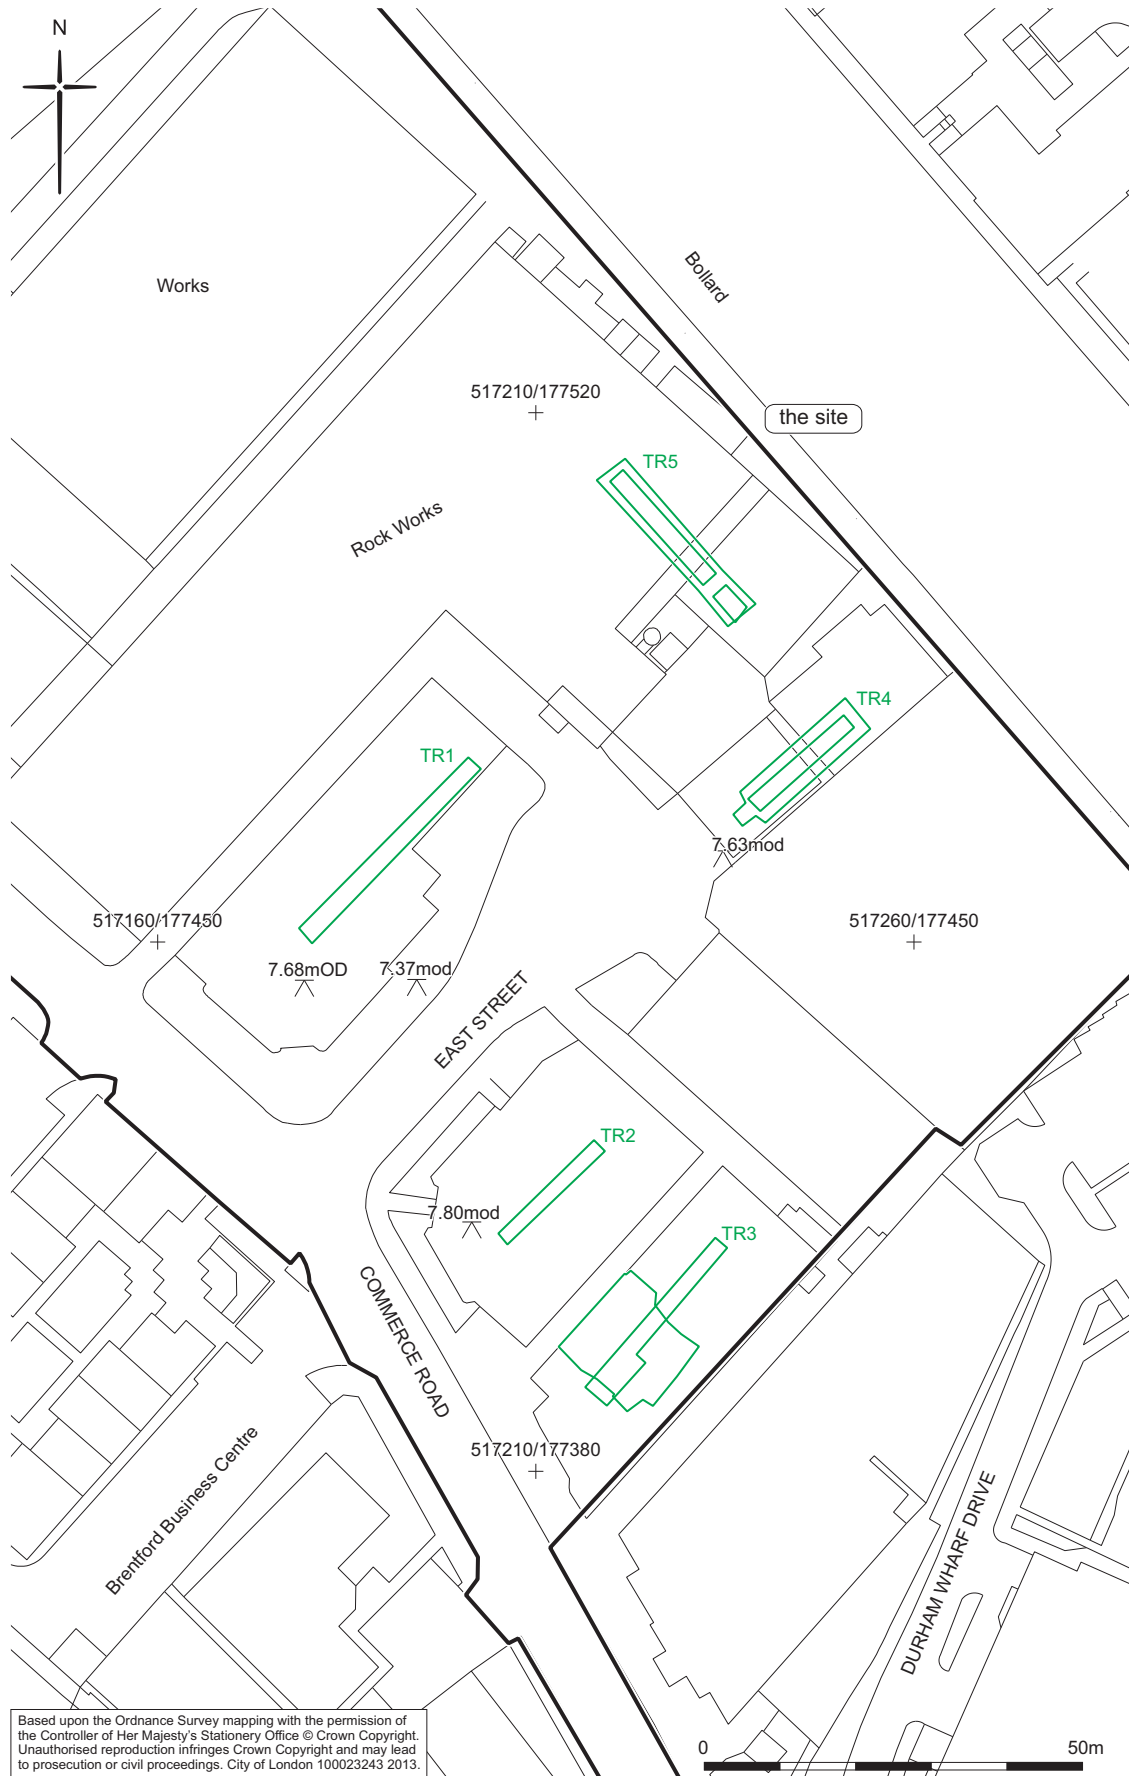 N
Bollard
Works
517210/177520
the site
TR5
Rock Works
TR4
TR1
7.63mod
517160/177450
517260/177450
7.68mOD
7.37mod
EAST STREET
TR2
7.80mod
TR3
COMMERCE ROAD
517210/177380
Brentford Business Centre
DURHAM WHARF DRIVE
Based upon the Ordnance Survey mapping with the permission of
the Controller of Her Majesty's Stationery Office © Crown Copyright.
Unauthorised reproduction infringes Crown Copyright and may lead
to prosecution or civil proceedings. City of London 100023243 2013.
0
50m